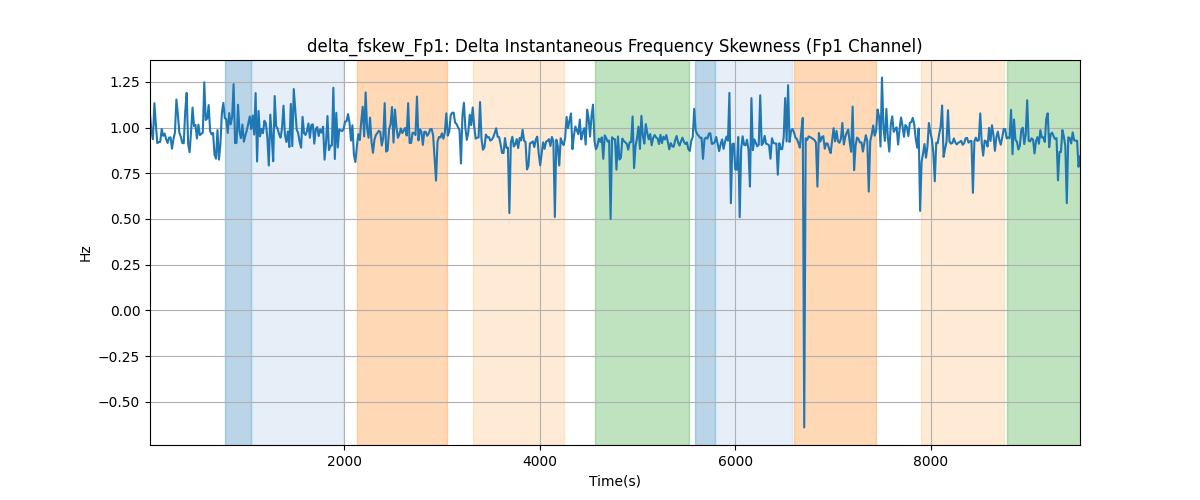 delta_fskew_Fp1: Delta Instantaneous Frequency Skewness (Fp1 Channel)
1.25
1.00
0.75
0.50
0.25
0.00
−0.25
−0.50
Hz
2000 4000 6000 8000
Time(s)